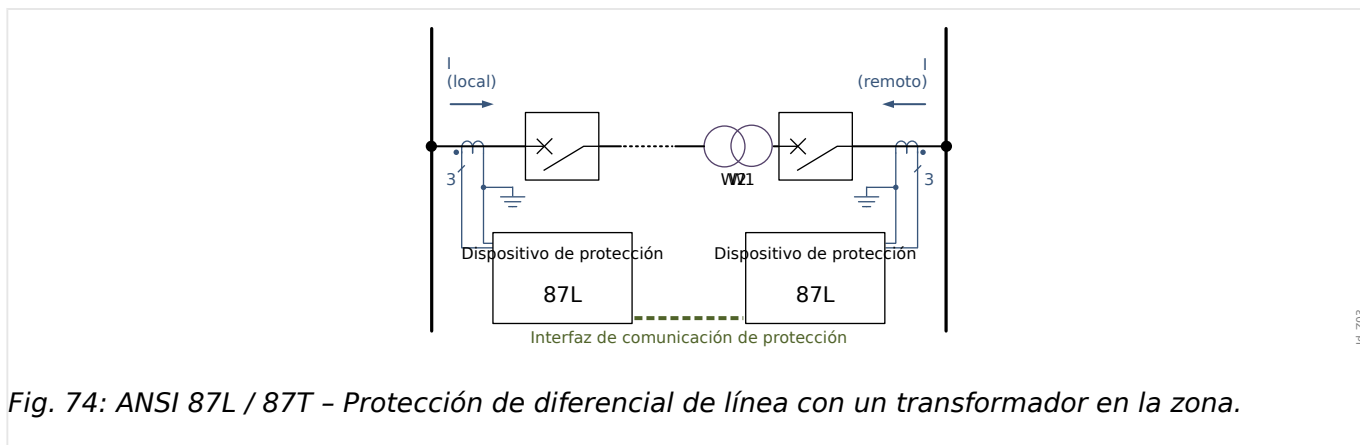 I
(local)
I
(remoto)
3
3
W2
W1
Dispositivo de protección
87L
Dispositivo de protección
87L
Interfaz de comunicación de protección
Fig. 74: ANSI 87L / 87T – Protección de diferencial de línea con un transformador en la zona.